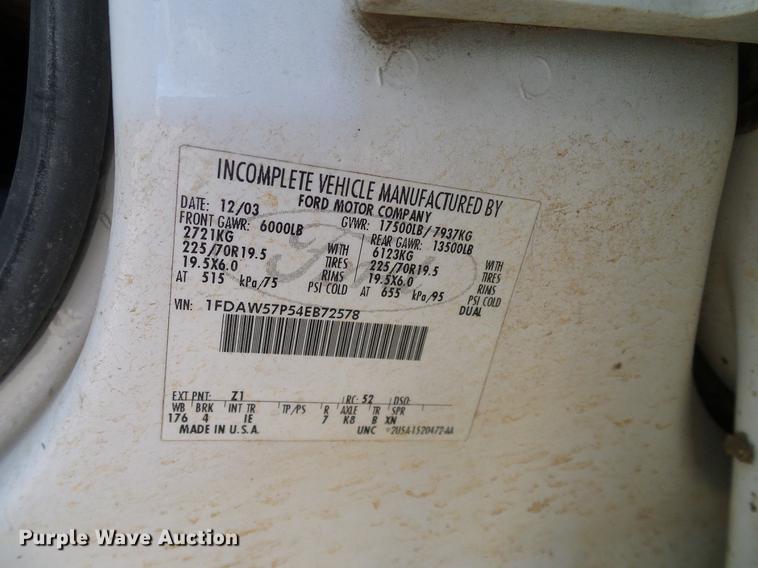 INCOMPLETE VEHICLE MANUFACTURED BY
FORD MOTOR COMPANY
DATE: 12/03 GVWR: 17500LB/7937KG
FRONT GAWR: 6000LB REAR GAWR: 13500LB
2721KG WITH 6123KG WITH
225/70R19.5 TIRES 225/70R19.5 TIRES
19.5X6.0 RIMS 19.5X6.0 RIMS
AT 515 kPa/75 PSI COLD AT 655 kPa/95 PSI COLD
DUAL
VIN: 1FDAW57P54EB72578
EXT PNT: Z1 RC: 52 DSO:
WB BRK INT TR TP/PS R AXLE TR SPR
176 4 IE 7 K8 B XN
MADE IN U.S.A. UNC
Ford
Purple Wave Auction